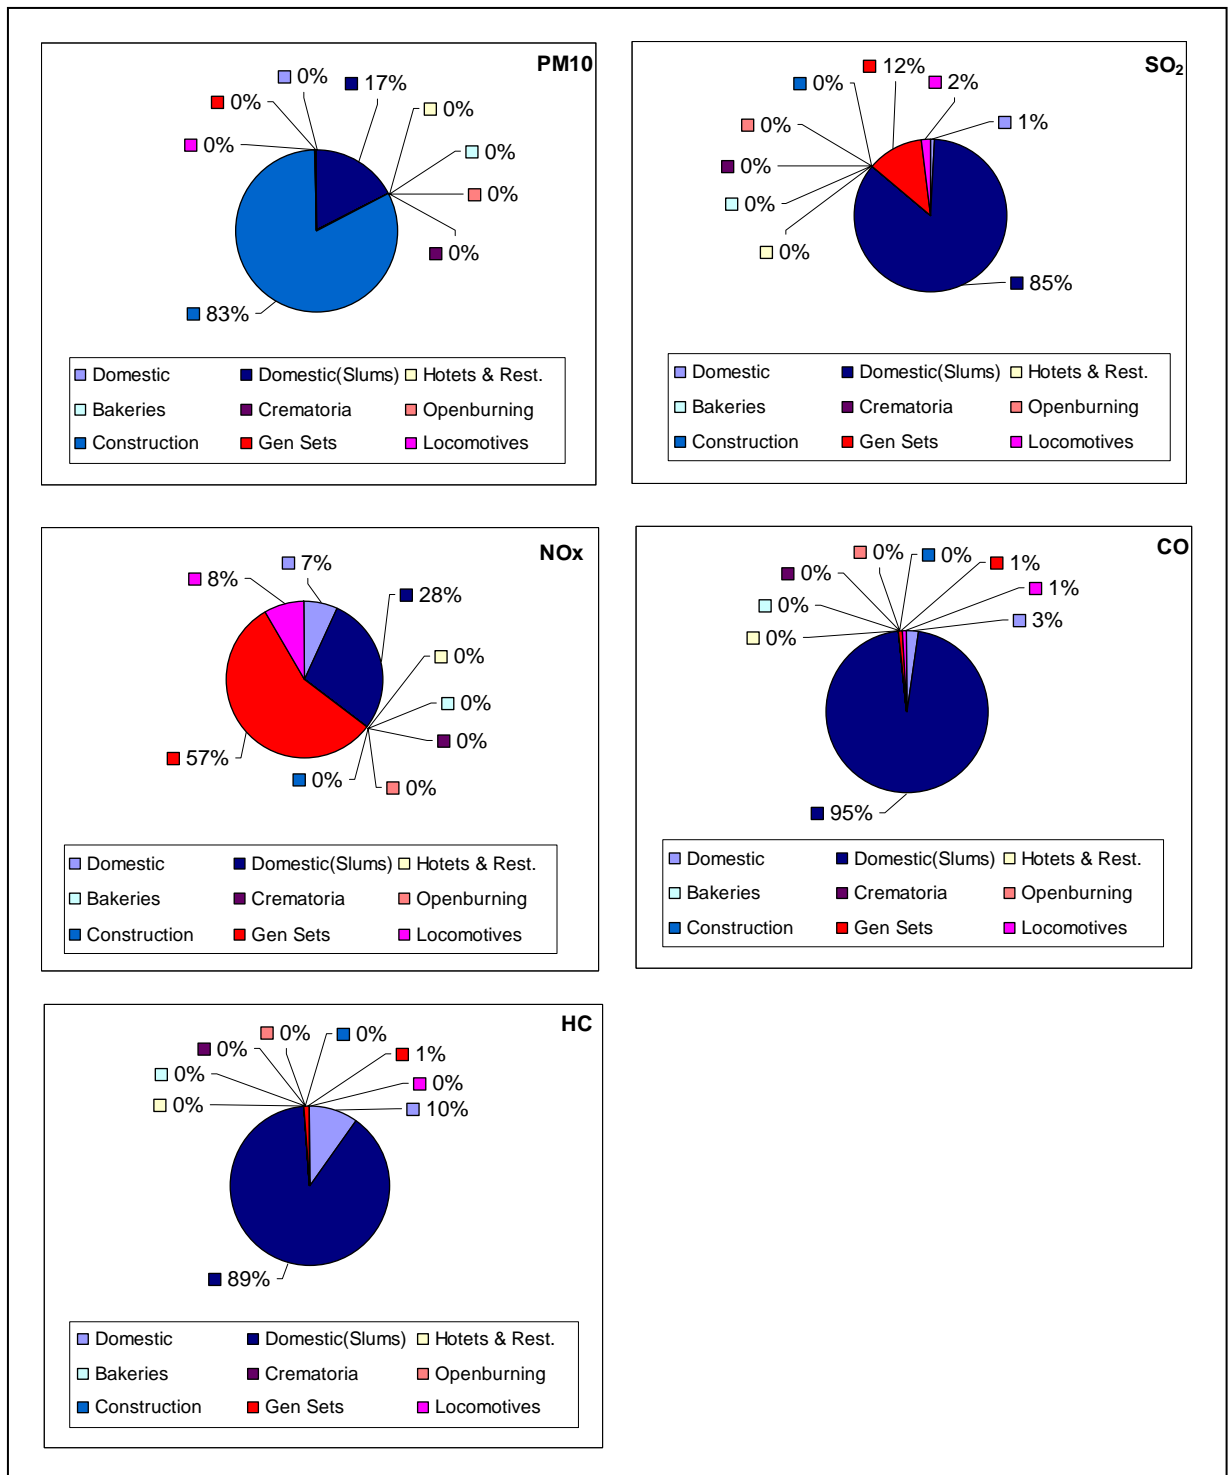 PM10
0%
17%
0%
0%
0%
0%
0%
0%
83%
Domestic Domestic(Slums) Hotets & Rest.
Bakeries Crematoria Openburning
Construction Gen Sets Locomotives
SO₂
12%
0%
2%
0%
1%
0%
0%
0%
85%
Domestic Domestic(Slums) Hotets & Rest.
Bakeries Crematoria Openburning
Construction Gen Sets Locomotives
NOx
7%
8%
28%
0%
0%
0%
57%
0%
0%
Domestic Domestic(Slums) Hotets & Rest.
Bakeries Crematoria Openburning
Construction Gen Sets Locomotives
CO
0%
0%
1%
0%
1%
0%
3%
0%
95%
Domestic Domestic(Slums) Hotets & Rest.
Bakeries Crematoria Openburning
Construction Gen Sets Locomotives
HC
0%
0%
0%
1%
0%
0%
0%
10%
89%
Domestic Domestic(Slums) Hotets & Rest.
Bakeries Crematoria Openburning
Construction Gen Sets Locomotives